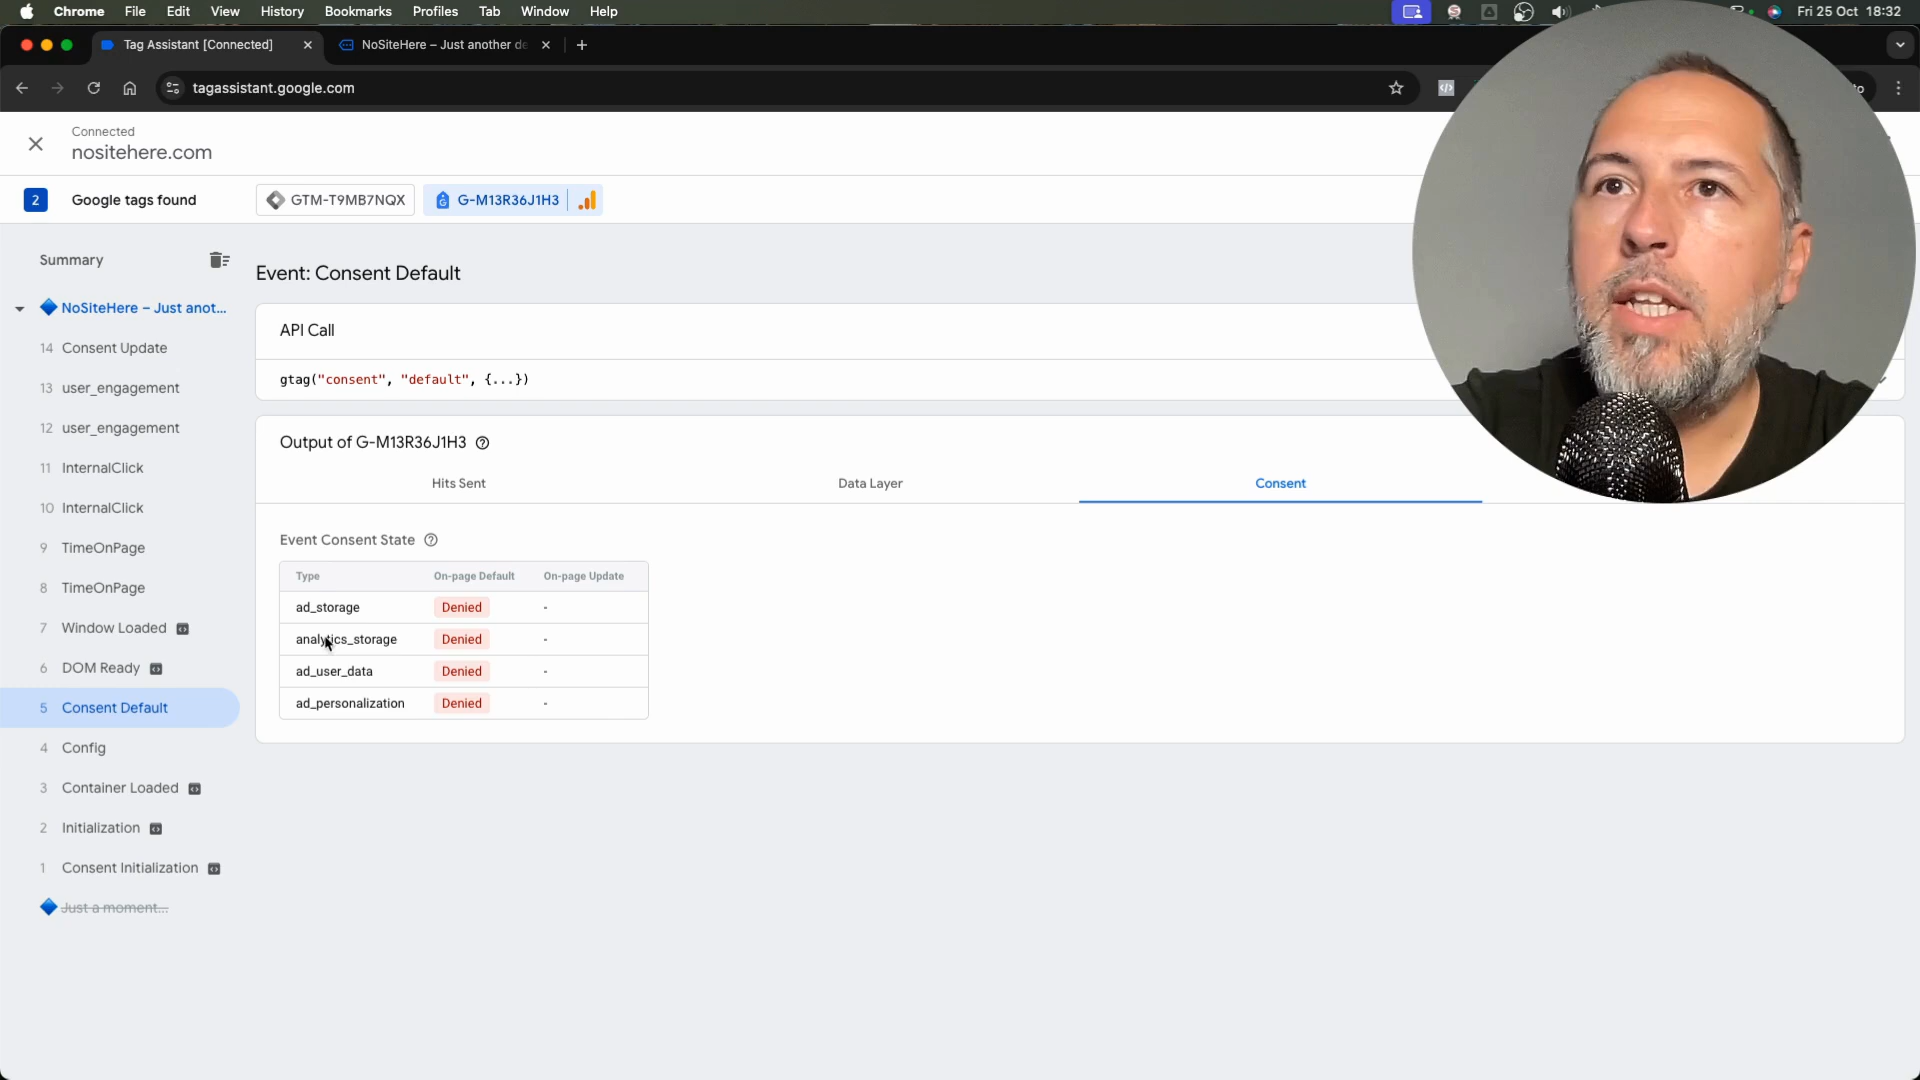 Chrome File Edit View History Bookmarks Profiles Tab Window Help Fri 25 Oct 18:32
Tag Assistant [Connected] NoSiteHere – Just another de
tagassistant.google.com
Connected
nositehere.com
2 Google tags found GTM-T9MB7NQX G-M13R36J1H3
Summary
NoSiteHere – Just anot...
14 Consent Update
13 user_engagement
12 user_engagement
11 InternalClick
10 InternalClick
9 TimeOnPage
8 TimeOnPage
7 Window Loaded
6 DOM Ready
5 Consent Default
4 Config
3 Container Loaded
2 Initialization
1 Consent Initialization
Just a moment...
Event: Consent Default
API Call
gtag("consent", "default", {...})
Output of G-M13R36J1H3
Hits Sent Data Layer Consent
Event Consent State
Type On-page Default On-page Update
ad_storage Denied -
analytics_storage Denied -
ad_user_data Denied -
ad_personalization Denied -